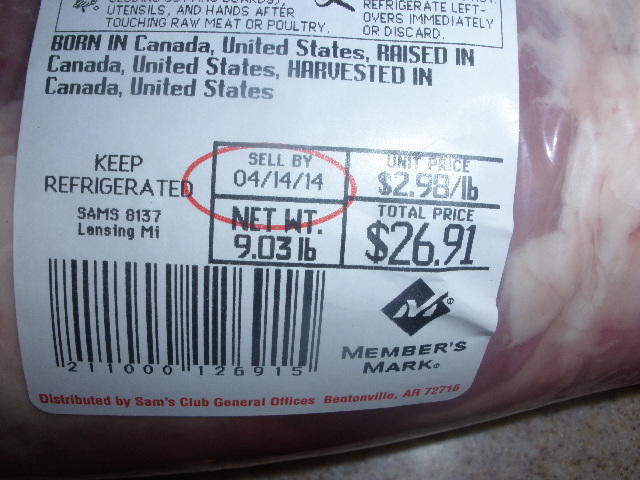 UTENSILS, AND HANDS AFTER
TOUCHING RAW MEAT OR POULTRY.
REFRIGERATE LEFT-
OVERS IMMEDIATELY
OR DISCARD.
BORN IN Canada, United States, RAISED IN
Canada, United States, HARVESTED IN
Canada, United States
KEEP
REFRIGERATED
SAMS 8137
Lansing Mi
SELL BY
04/14/14
NET WT.
9.03 lb
UNIT PRICE
$2.98/lb
TOTAL PRICE
$26.91
2 11000 126915
MEMBER'S
MARK®
Distributed by Sam's Club General Offices Bentonville, AR 72716